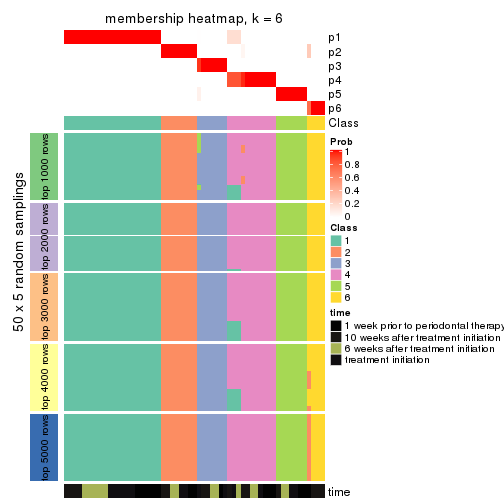 membership heatmap, k = 6
p1
p2
p3
p4
p5
p6
Class
50 x 5 random samplings
top 1000 rows
top 2000 rows
top 3000 rows
top 4000 rows
top 5000 rows
time
Prob
1
0.8
0.6
0.4
0.2
0
Class
1
2
3
4
5
6
time
1 week prior to periodontal therapy
10 weeks after treatment initiation
6 weeks after treatment initiation
treatment initiation